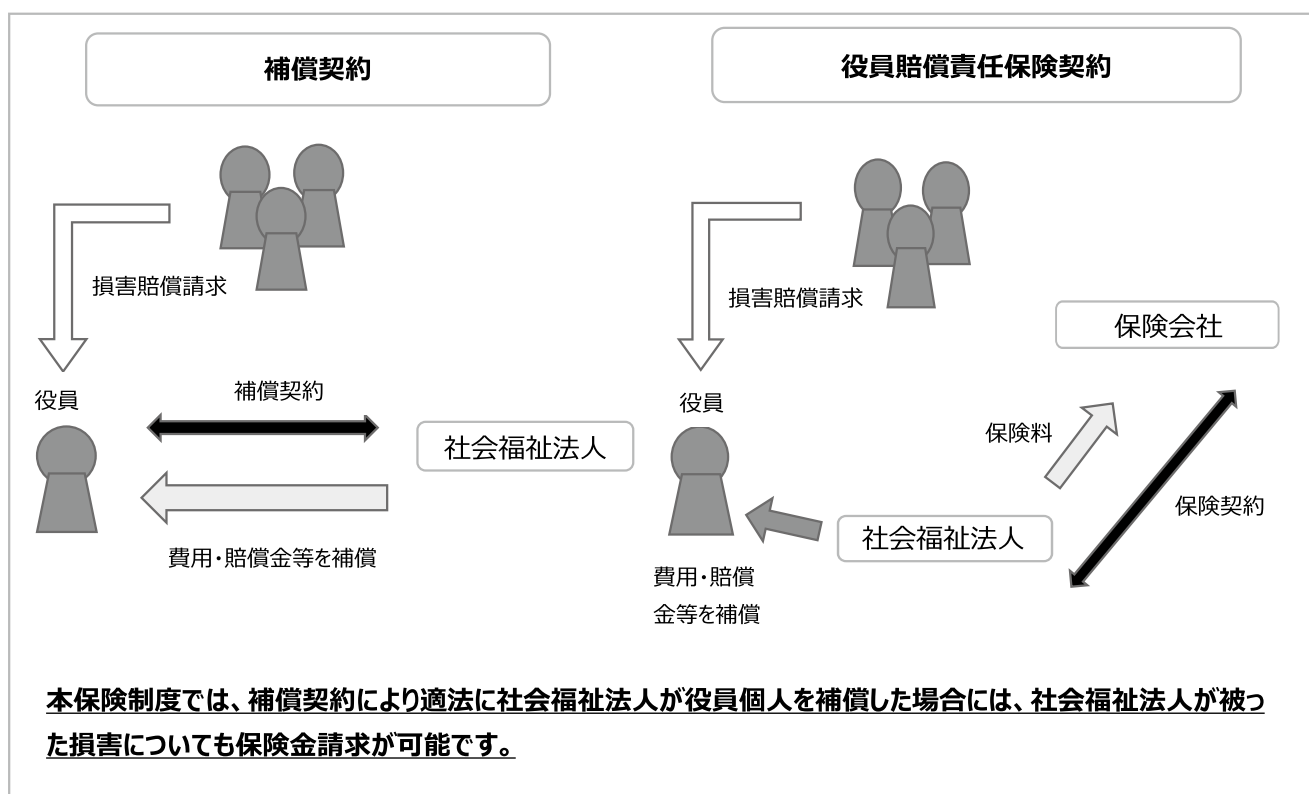 補償契約
損害賠償請求
役員
補償契約
社会福祉法人
費用・賠償金等を補償
役員賠償責任保険契約
損害賠償請求
保険会社
役員
保険料
保険契約
社会福祉法人
費用・賠償
金等を補償
本保険制度では、補償契約により適法に社会福祉法人が役員個人を補償した場合には、社会福祉法人が被っ
た損害についても保険金請求が可能です。